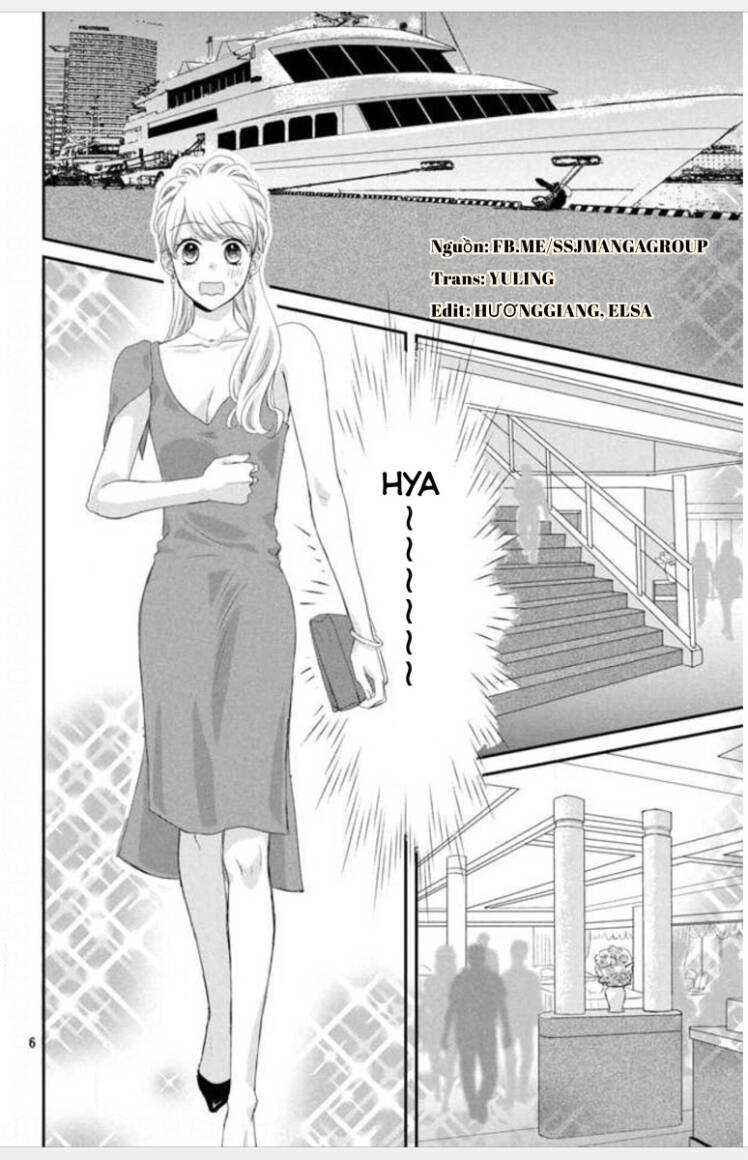 Nguồn: FB.ME/SSJMANGAGROUP
Trans: YULING
Edit: HƯƠNGGIANG, ELSA
HYA
~
~
~
~
~
~
6